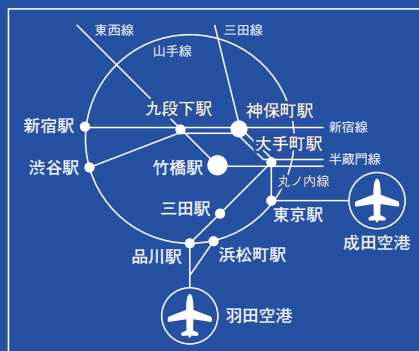 東西線
三田線
山手線
九段下駅
神保町駅
新宿駅
新宿線
大手町駅
渋谷駅
竹橋駅
半蔵門線
丸ノ内線
三田駅
東京駅
成田空港
品川駅
浜松町駅
羽田空港